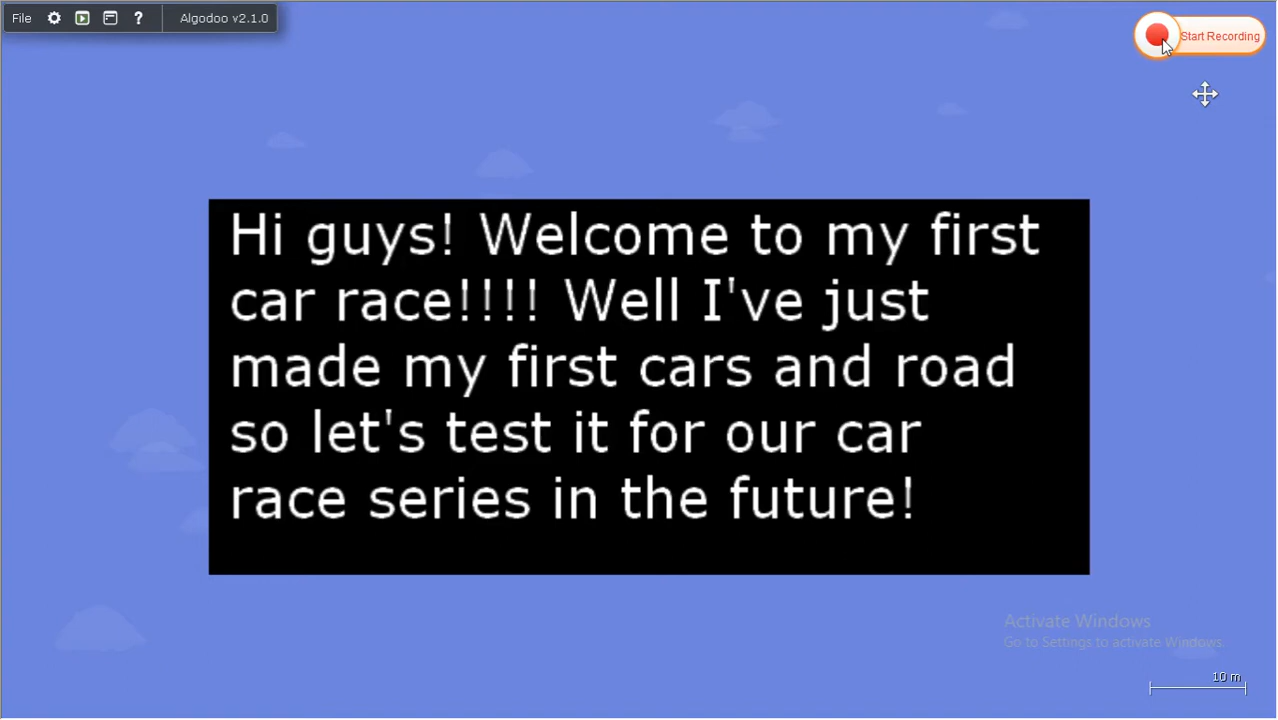 File ? Algodoo v2.1.0
Start Recording
Hi guys! Welcome to my first
car race!!!! Well I've just
made my first cars and road
so let's test it for our car
race series in the future!
Activate Windows
Go to Settings to activate Windows.
10 m